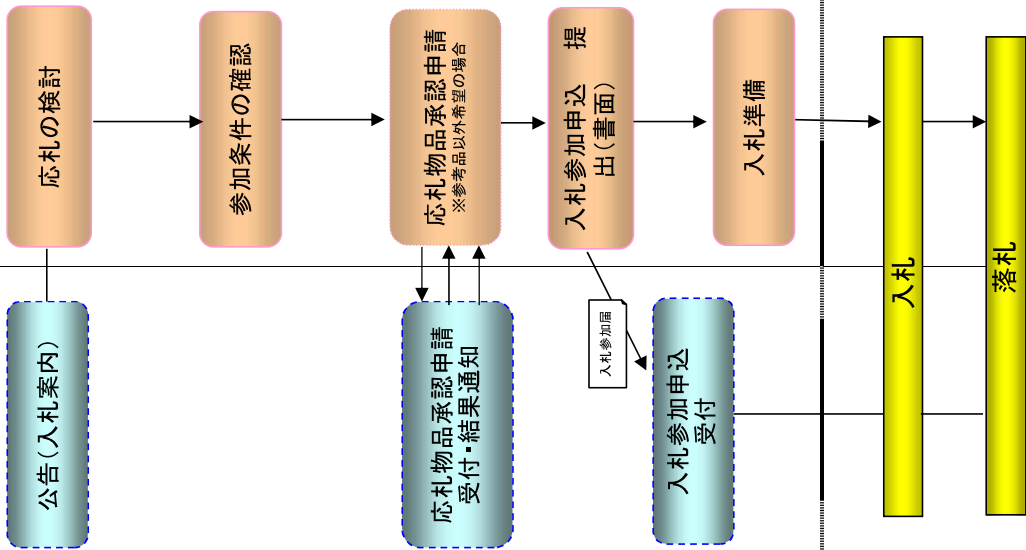 応札の検討
参加条件の確認
応札物品承認申請
※参考品以外希望の場合
入札参加申込　提
出（書面）
入札準備
入札
落札
公告（入札案内）
応札物品承認申請
受付・結果通知
入札参加届
入札参加申込
受付